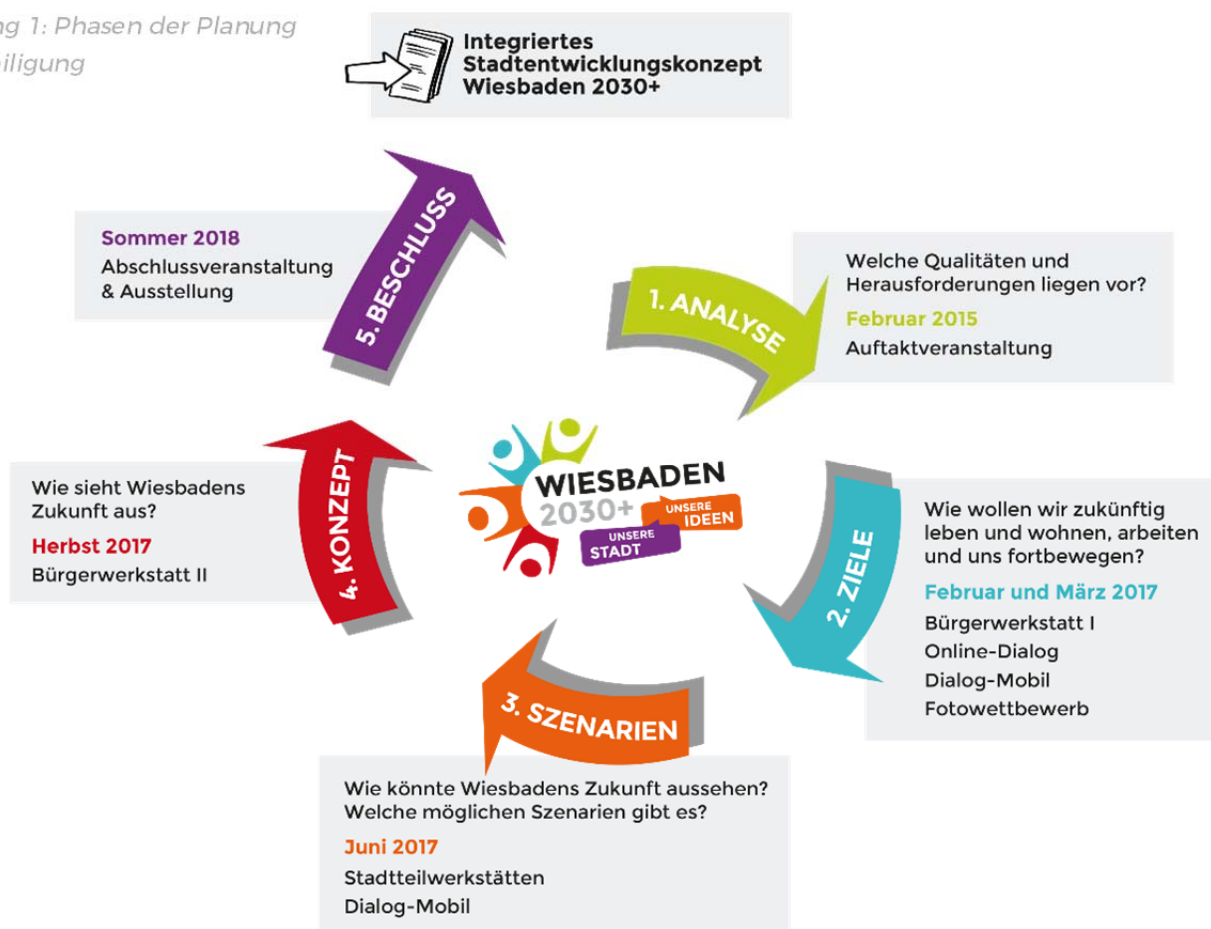 ng 1: Phasen der Planung
eiligung
Integriertes
Stadtentwicklungskonzept
Wiesbaden 2030+
1. ANALYSE
Welche Qualitäten und
Herausforderungen liegen vor?
Februar 2015
Auftaktveranstaltung
2. ZIELE
Wie wollen wir zukünftig
leben und wohnen, arbeiten
und uns fortbewegen?
Februar und März 2017
Bürgerwerkstatt I
Online-Dialog
Dialog-Mobil
Fotowettbewerb
3. SZENARIEN
Wie könnte Wiesbadens Zukunft aussehen?
Welche möglichen Szenarien gibt es?
Juni 2017
Stadtteilwerkstätten
Dialog-Mobil
4. KONZEPT
Wie sieht Wiesbadens
Zukunft aus?
Herbst 2017
Bürgerwerkstatt II
5. BESCHLUSS
Sommer 2018
Abschlussveranstaltung
& Ausstellung
WIESBADEN
2030+
UNSERE
IDEEN
UNSERE
STADT